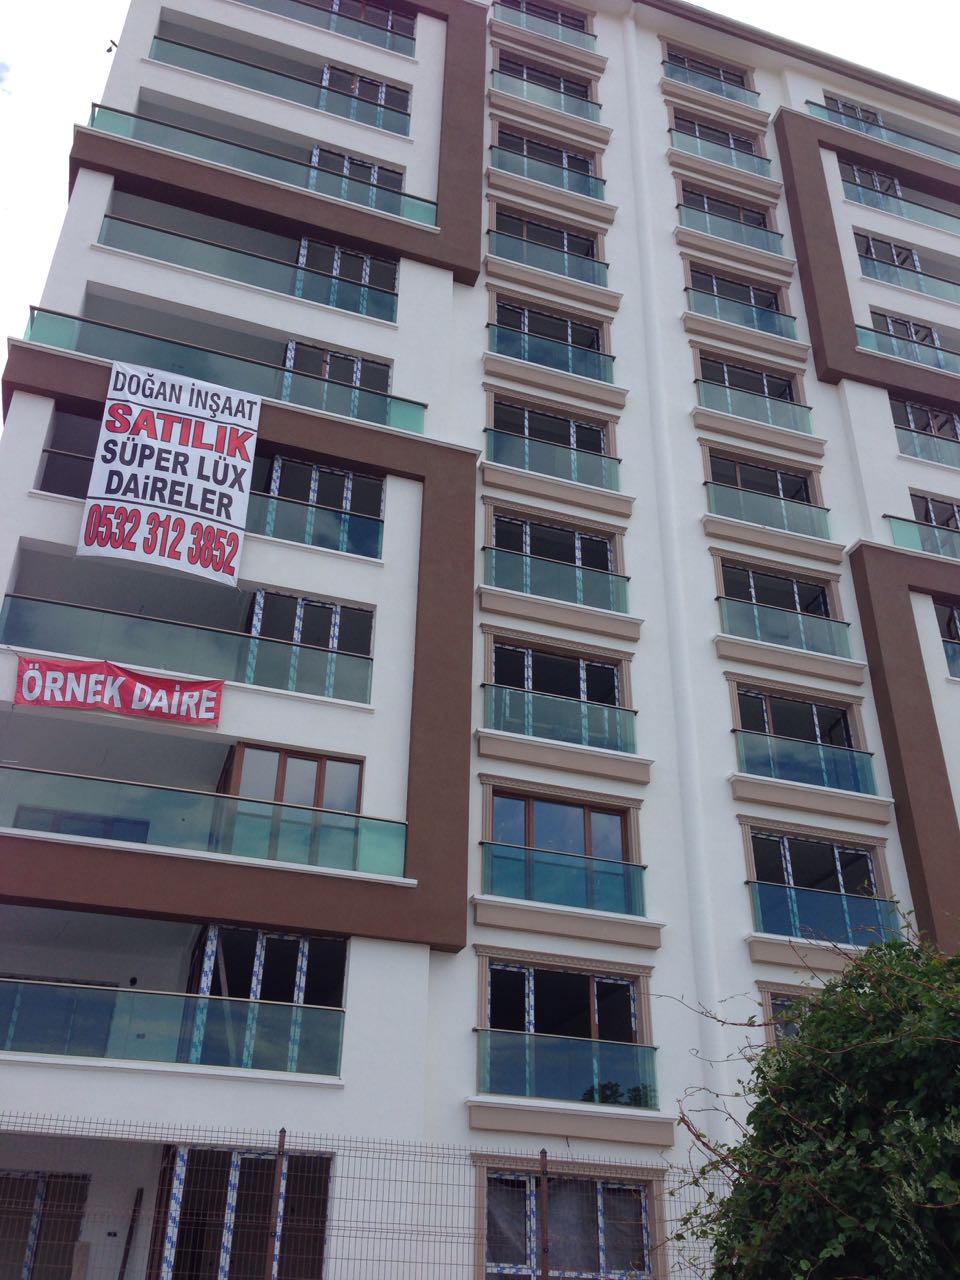 DOĞAN İNŞAAT
SATILIK
SÜPER LÜX
DAİRELER
0532 312 3852
ÖRNEK DAİRE